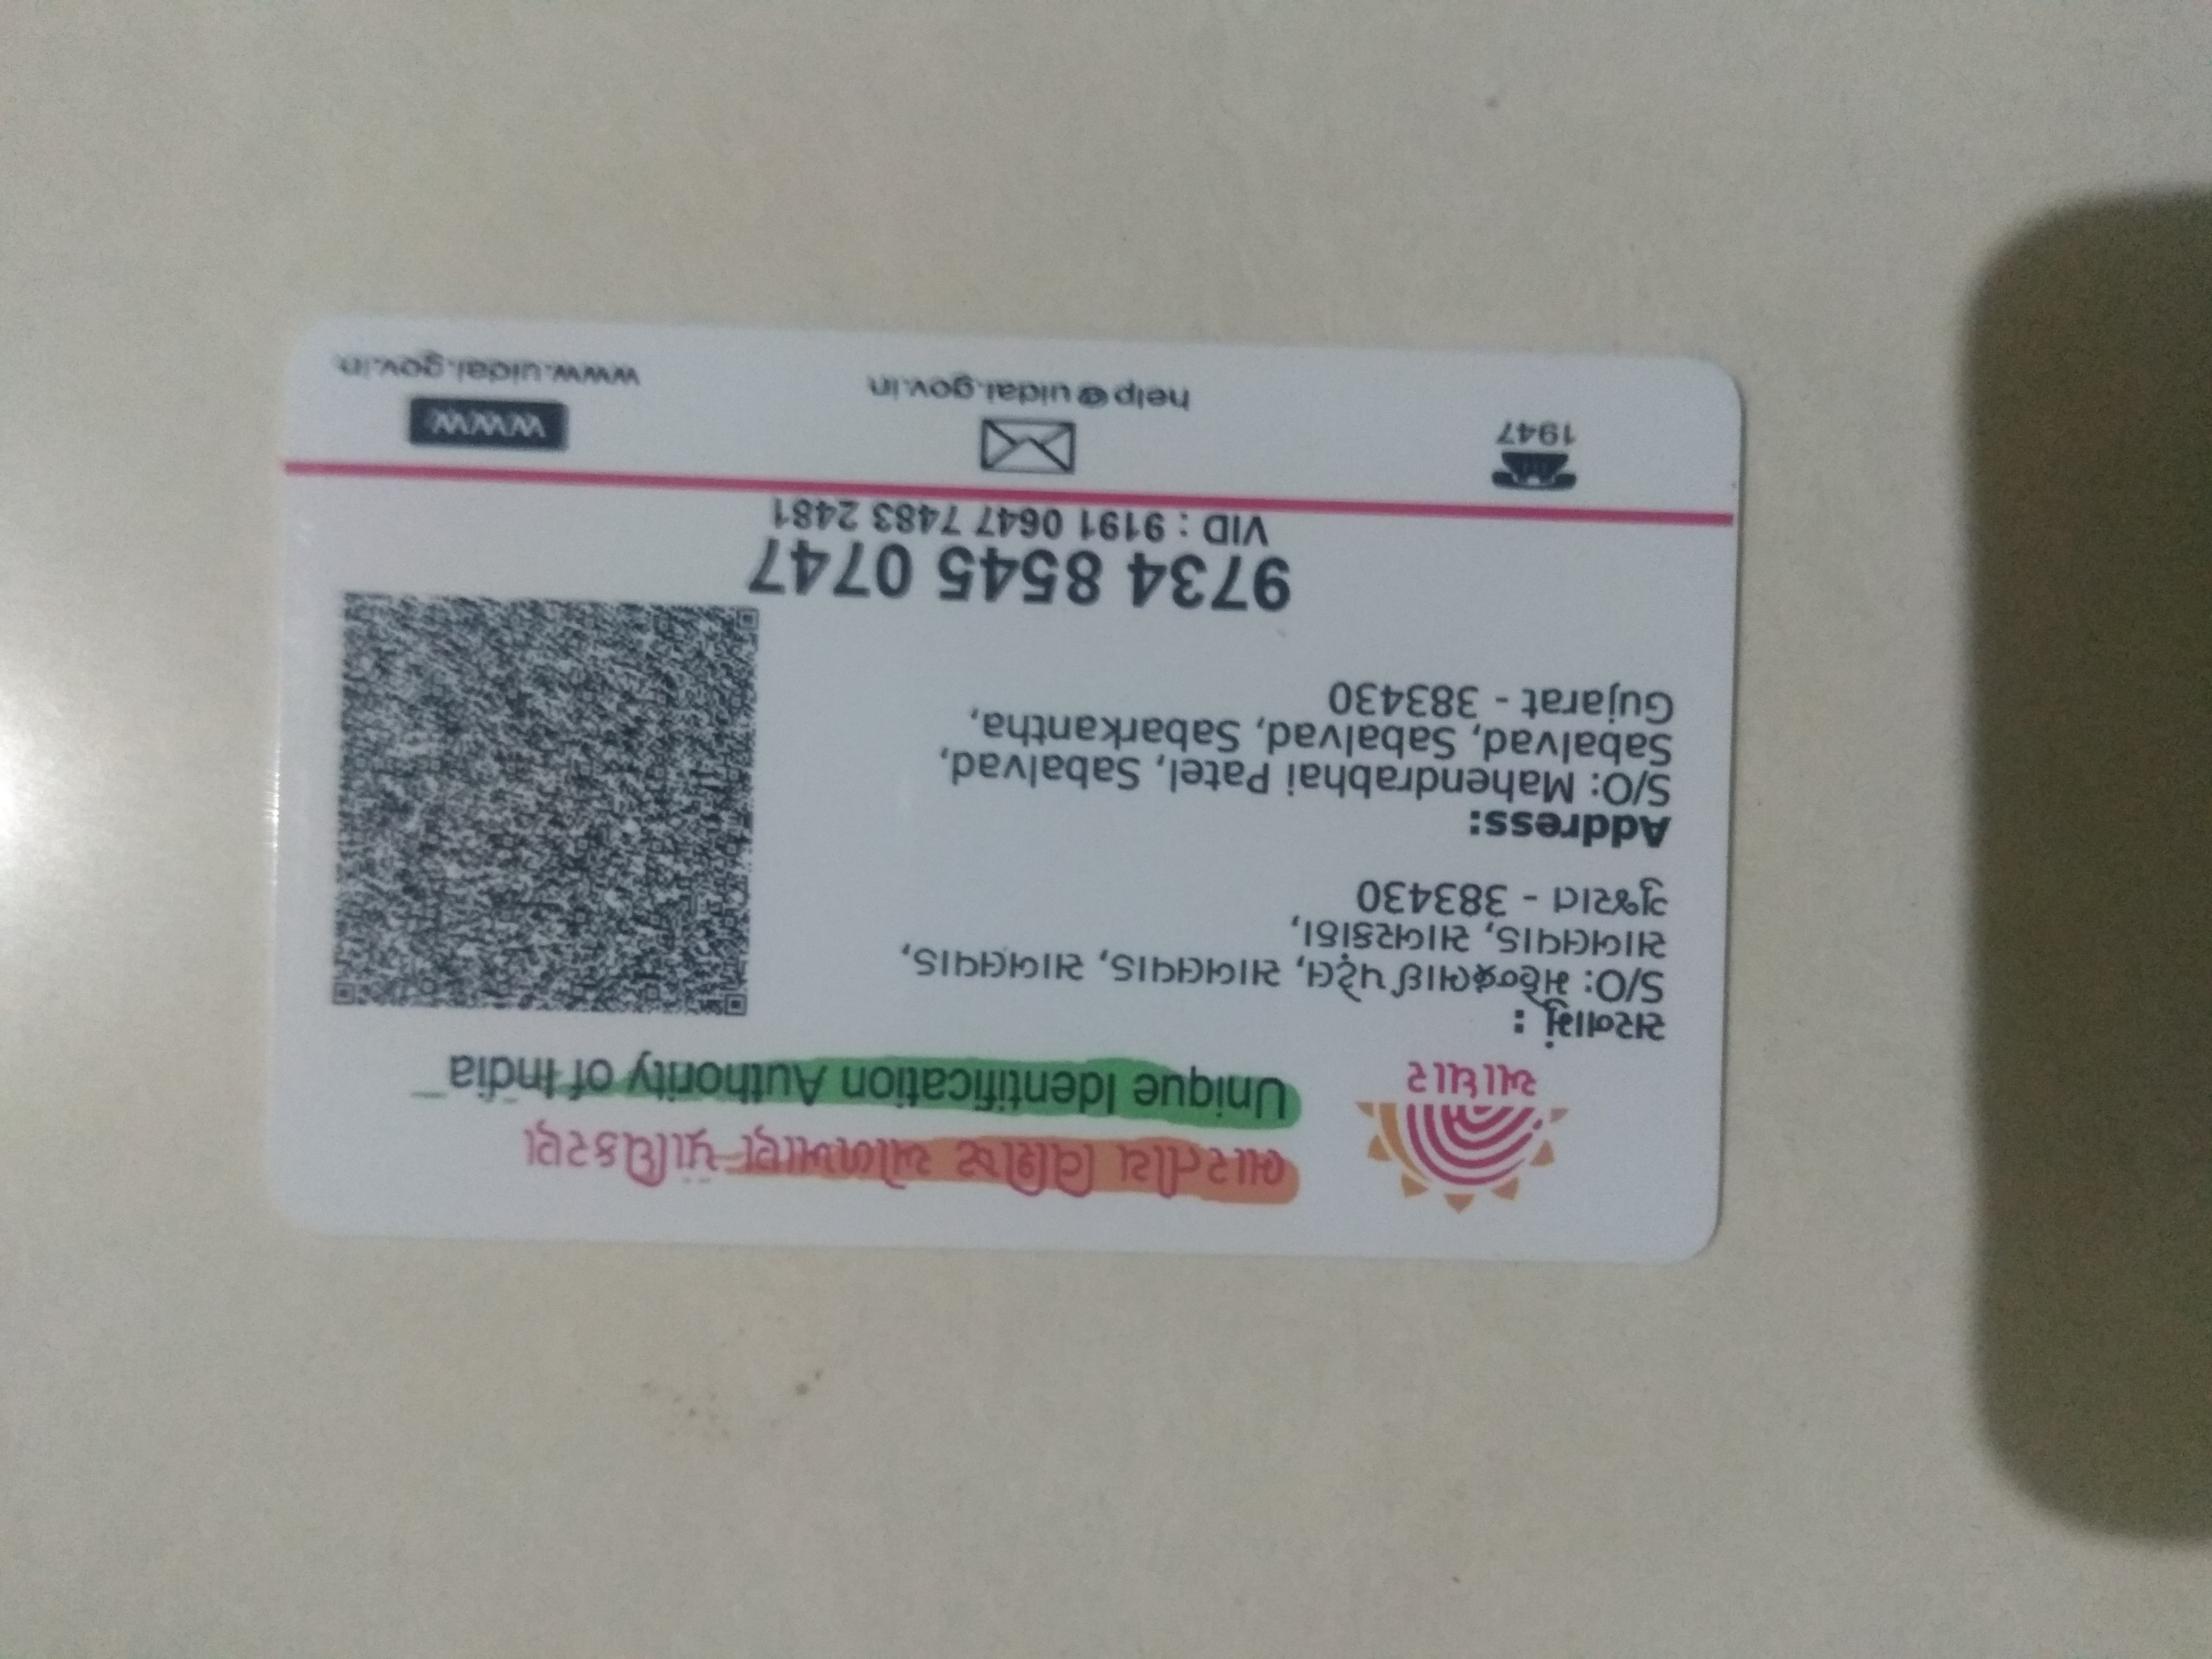 ભારતીય વિશિષ્ટ ઓળખાણ પ્રાધિકરણ
Unique Identification Authority of India
આધાર
સરનામું :
S/O: મહેન્દ્રભાઈ પટેલ, સાબલવાડ, સાબલવાડ,
સાબલવાડ, સાબરકાંઠા,
ગુજરાત - 383430
Address:
S/O: Mahendrabhai Patel, Sabalvad,
Sabalvad, Sabalvad, Sabarkantha,
Gujarat - 383430
9734 8545 0747
VID : 9191 0647 7483 2481
1947
help@uidai.gov.in
WWW
www.uidai.gov.in